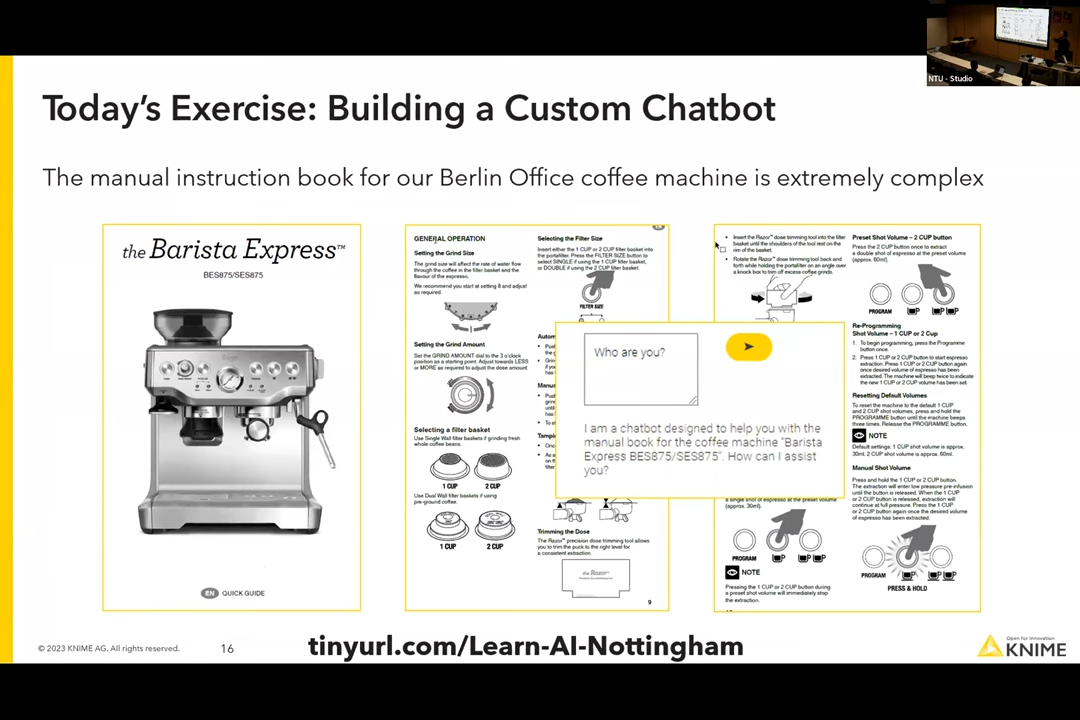 NTU - Studio
Today's Exercise: Building a Custom Chatbot
The manual instruction book for our Berlin Office coffee machine is extremely complex
the Barista Express™
BES875/SES875
EN QUICK GUIDE
GENERAL OPERATION
Setting the Grind Size
The grind size will affect the rate of water flow
through the coffee in the filter basket and the
flavour of the espresso.
We recommend you start at setting 8 and adjust
as required.
Setting the Grind Amount
Set the GRIND AMOUNT dial to the 3 o'clock
position as a starting point. Adjust towards LESS
or MORE as required to adjust the dose amount
Selecting a filter basket
Use Single Wall filter baskets if grinding fresh
whole coffee beans.
1 CUP 2 CUP
Use Dual Wall filter baskets if using
pre-ground coffee.
1 CUP 2 CUP
Selecting the Filter Size
Insert either the 1 CUP or 2 CUP filter basket into
the portafilter. Press the FILTER SIZE button to
select SINGLE if using the 1 CUP filter basket,
or DOUBLE if using the 2 CUP filter basket.
FILTER SIZE
Trimming the Dose
The Razor™ precision dose trimming tool allows
you to trim the puck to the right level for
a consistent extraction.
the Razor™
9
Who are you?
I am a chatbot designed to help you with the
manual book for the coffee machine "Barista
Express BES875/SES875". How can I assist
you?
Insert the Razor™ dose trimming tool into the filter
basket until the shoulders of the tool rest on the
rim of the basket.
Rotate the Razor™ dose trimming tool back and
forth while holding the portafilter on an angle over
a knock box to trim off excess coffee grinds.
a single shot of espresso at the preset volume
(approx. 30ml).
PROGRAM
NOTE
Pressing the 1 CUP or 2 CUP button during
a preset shot volume will immediately stop
the extraction.
Preset Shot Volume – 2 CUP button
Press the 2 CUP button once to extract
a double shot of espresso at the preset volume
(approx. 60ml).
PROGRAM
Re-Programming
Shot Volume – 1 CUP or 2 Cup
1. To begin programming, press the Programme
button once.
2. Press 1 CUP or 2 CUP button to start espresso
extraction. Press 1 CUP or 2 CUP button again
once desired volume of espresso has been
extracted. The machine will beep twice to indicate
the new 1 CUP or 2 CUP volume has been set.
Resetting Default Volumes
To reset the machine to the default 1 CUP
and 2 CUP shot volumes, press and hold the
PROGRAMME button until the machine beeps
three times. Release the PROGRAMME button.
NOTE
Default settings: 1 CUP shot volume is approx.
30ml. 2 CUP shot volume is approx. 60ml.
Manual Shot Volume
Press and hold the 1 CUP or 2 CUP button.
The extraction will enter low pressure pre-infusion
until the button is released. When the 1 CUP
or 2 CUP button is released, extraction will
continue at full pressure. Press the 1 CUP
or 2 CUP button again once the desired volume
of espresso has been extracted.
PROGRAM
PRESS & HOLD
© 2023 KNIME AG. All rights reserved.
16
tinyurl.com/Learn-AI-Nottingham
Open for Innovation
KNIME